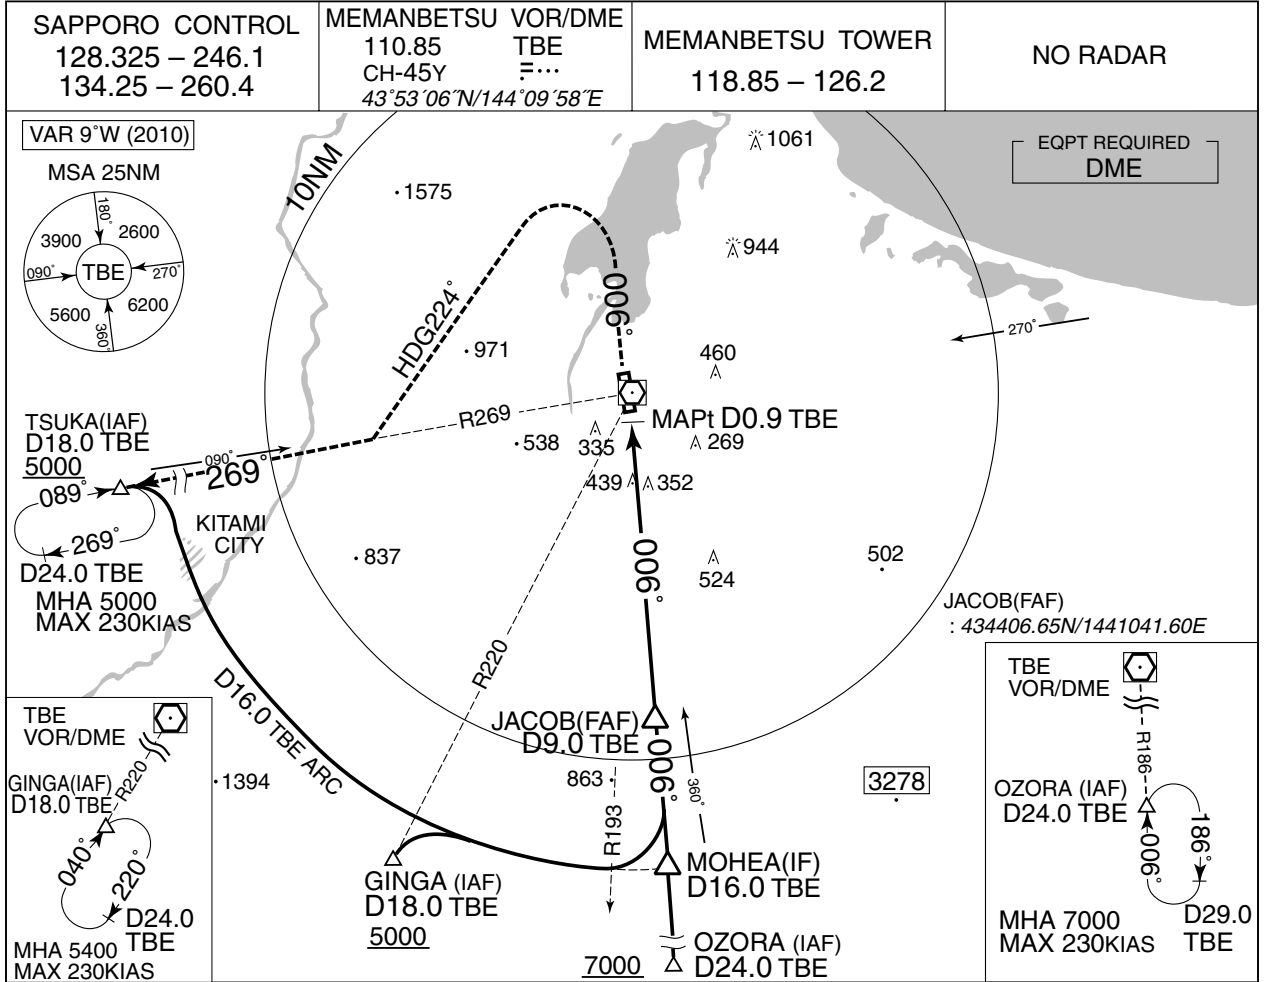 SAPPORO CONTROL
128.325 – 246.1
134.25 – 260.4
MEMANBETSU VOR/DME
110.85 TBE
CH-45Y
43°53´06˝N/144°09´58˝E
MEMANBETSU TOWER
118.85 – 126.2
NO RADAR
VAR 9°W (2010)
MSA 25NM
180°
3900
2600
090°
TBE
270°
5600
6200
360°
10NM
1575
1061
EQPT REQUIRED
DME
944
HDG224°
006°
270°
971
460
R269
MAPt D0.9 TBE
TSUKA(IAF)
D18.0 TBE
5000
538
335
269
090°
269°
439
352
089°
269°
KITAMI
CITY
D24.0 TBE
MHA 5000
MAX 230KIAS
837
006°
524
502
JACOB(FAF)
: 434406.65N/1441041.60E
R220
D16.0 TBE ARC
JACOB(FAF)
D9.0 TBE
006°
360°
863
R193
1394
3278
MOHEA(IF)
D16.0 TBE
GINGA (IAF)
D18.0 TBE
5000
OZORA (IAF)
D24.0 TBE
7000
TBE
VOR/DME
R220
GINGA(IAF)
D18.0 TBE
040°
220°
D24.0
TBE
MHA 5400
MAX 230KIAS
TBE
VOR/DME
R186
OZORA (IAF)
D24.0 TBE
006°
186°
MHA 7000
MAX 230KIAS
D29.0
TBE